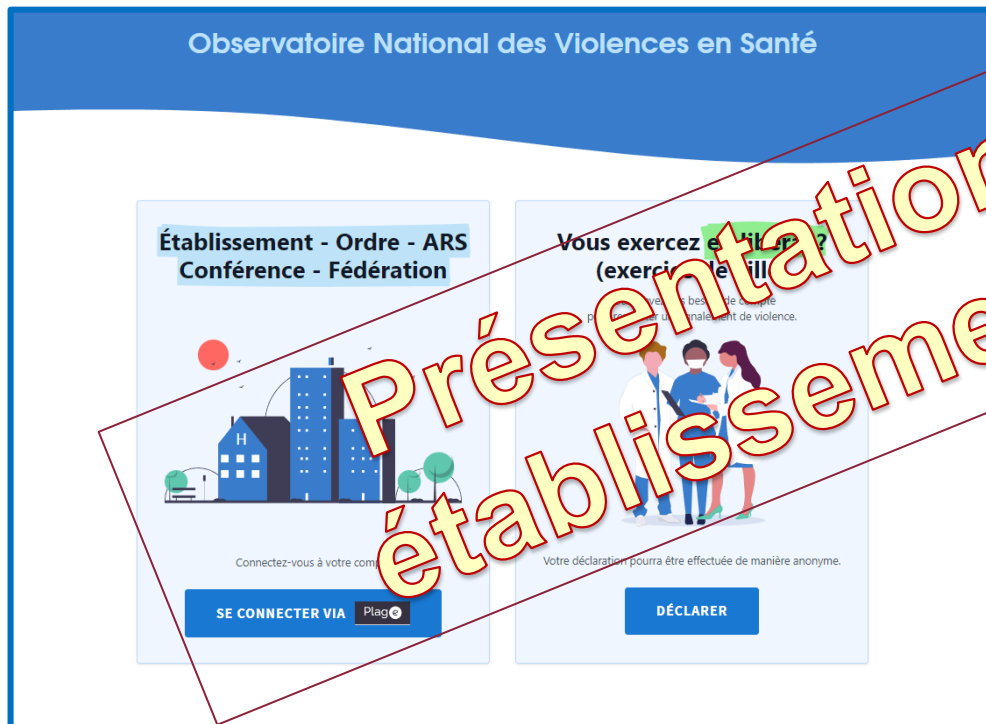 Observatoire National des Violences en Santé
Établissement - Ordre - ARS
Conférence - Fédération
Connectez-vous à votre
SE CONNECTER VIA Plage
Vous exercez
de
Votre déclaration pourra être effectuée de manière anonyme.
DÉCLARER
Présentation
établisseme